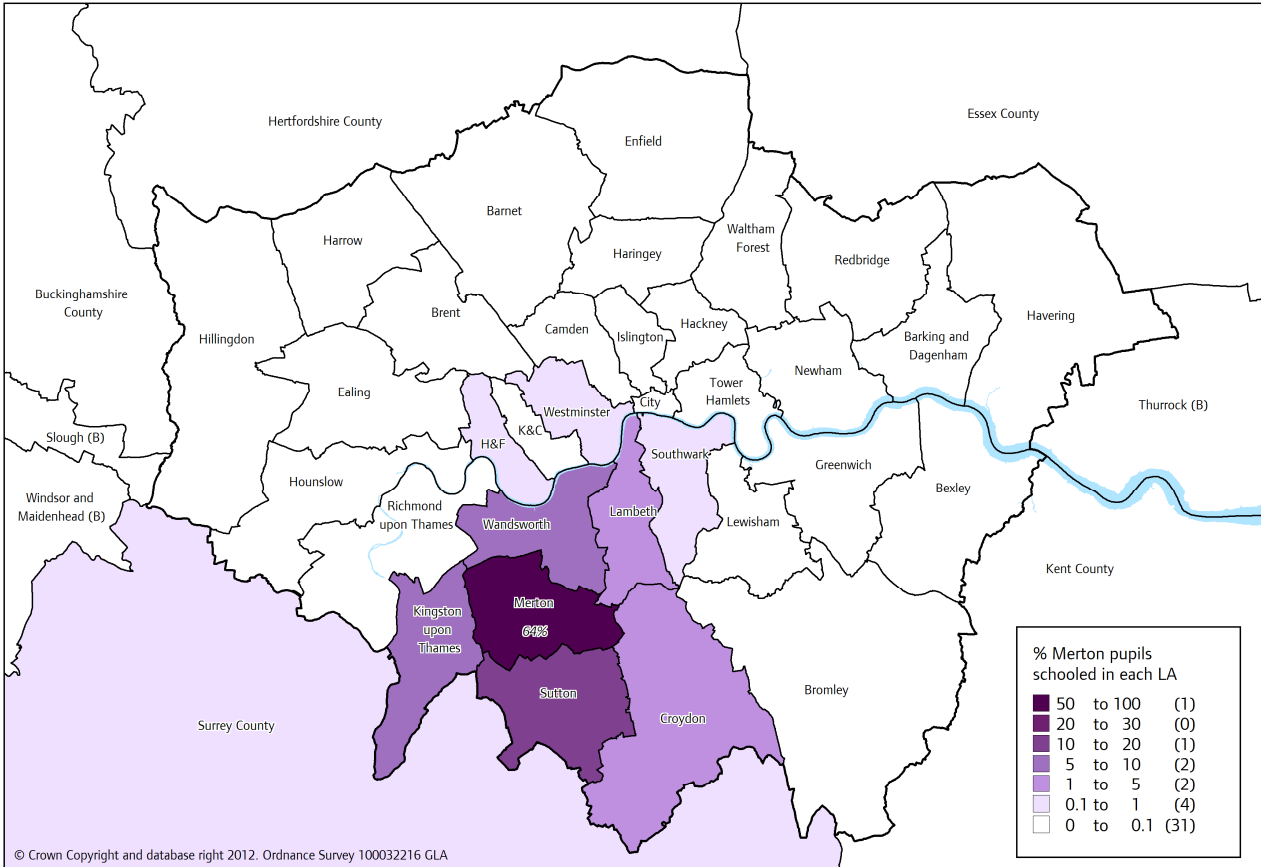 Hertfordshire County
Essex County
Enfield
Barnet
Harrow
Waltham
Forest
Haringey
Redbridge
Buckinghamshire
County
Brent
Hillingdon
Camden
Islington
Hackney
Havering
Barking and
Dagenham
Newham
Ealing
Tower
Hamlets
City
Westminster
Thurrock (B)
K&C
H&F
Slough (B)
Southwark
Greenwich
Hounslow
Bexley
Windsor and
Maidenhead (B)
Richmond
upon Thames
Wandsworth
Lambeth
Lewisham
Kent County
Merton
64%
Kingston
upon
Thames
Sutton
Croydon
Bromley
Surrey County
% Merton pupils
schooled in each LA
50 to 100 (1)
20 to 30 (0)
10 to 20 (1)
5 to 10 (2)
1 to 5 (2)
0.1 to 1 (4)
0 to 0.1 (31)
© Crown Copyright and database right 2012. Ordnance Survey 100032216 GLA